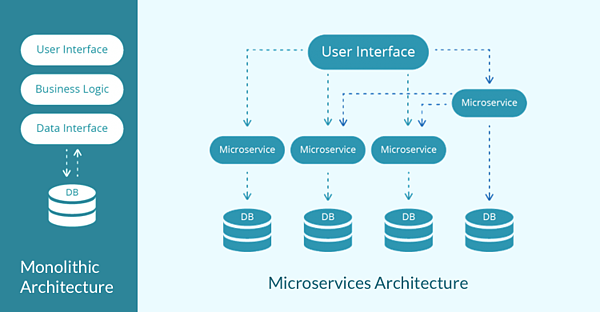 User Interface
Business Logic
Data Interface
DB
Monolithic
Architecture
User Interface
Microservice
Microservice
Microservice
Microservice
DB
DB
DB
DB
Microservices Architecture